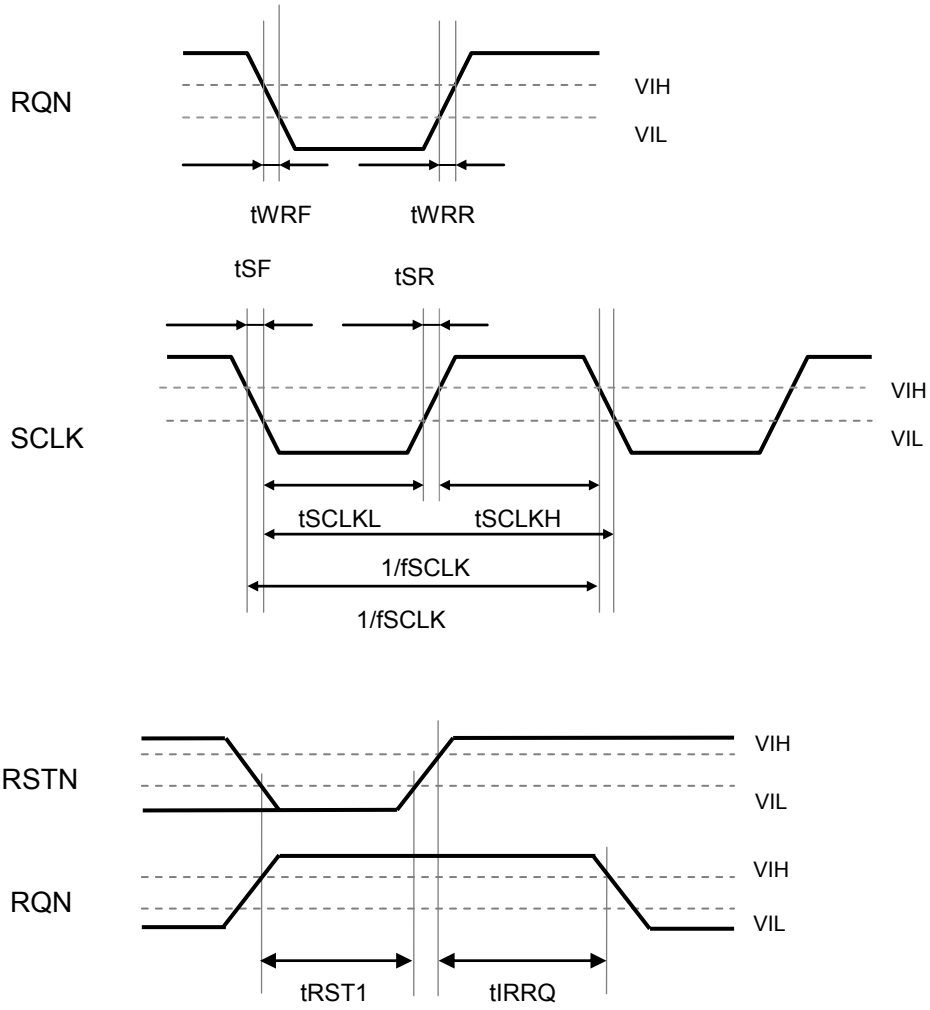 RQN
VIH
VIL
tWRF
tWRR
tSF
tSR
SCLK
VIH
VIL
tSCLKL
tSCLKH
1/fSCLK
1/fSCLK
RSTN
VIH
VIL
RQN
VIH
VIL
tRST1
tIRRQ